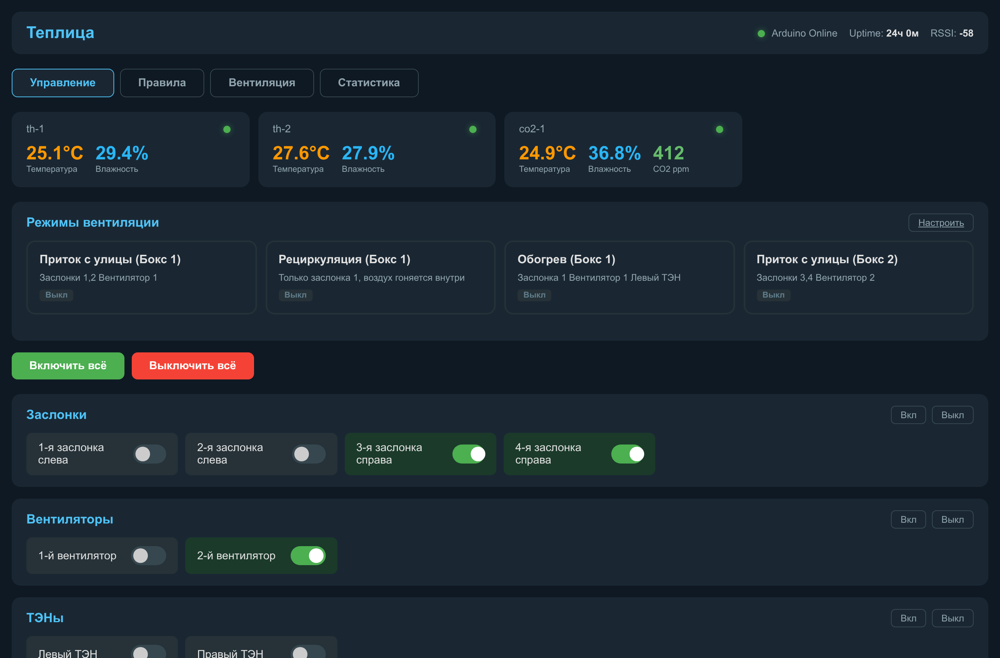 Теплица
Arduino Online Uptime: 24ч 0м RSSI: -58
Управление Правила Вентиляция Статистика
th-1
25.1°C 29.4%
Температура Влажность
th-2
27.6°C 27.9%
Температура Влажность
co2-1
24.9°C 36.8% 412
Температура Влажность CO2 ppm
Режимы вентиляции
Настроить
Приток с улицы (Бокс 1)
Заслонки 1,2 Вентилятор 1
Выкл
Рециркуляция (Бокс 1)
Только заслонка 1, воздух гоняется внутри
Выкл
Обогрев (Бокс 1)
Заслонка 1 Вентилятор 1 Левый ТЭН
Выкл
Приток с улицы (Бокс 2)
Заслонки 3,4 Вентилятор 2
Выкл
Включить всё Выключить всё
Заслонки
Вкл Выкл
1-я заслонка
слева
2-я заслонка
слева
3-я заслонка
справа
4-я заслонка
справа
Вентиляторы
Вкл Выкл
1-й вентилятор
2-й вентилятор
ТЭНы
Вкл Выкл
Левый ТЭН
Правый ТЭН